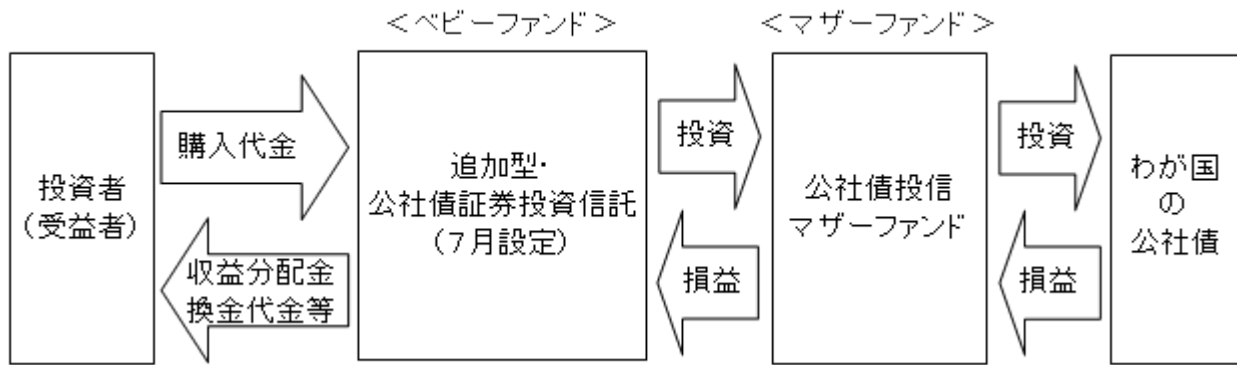 ＜ベビーファンド＞
＜マザーファンド＞
投資者
（受益者）
購入代金
収益分配金
換金代金等
追加型・
公社債証券投資信託
（７月設定）
投資
損益
公社債投信
マザーファンド
投資
損益
わが国
の
公社債